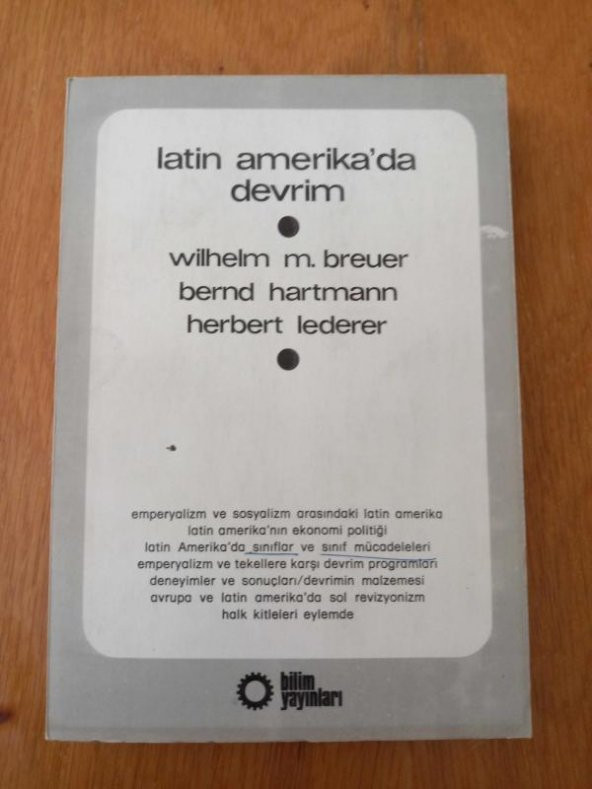 latin amerika'da
devrim
wilhelm m. breuer
bernd hartmann
herbert lederer
emperyalizm ve sosyalizm arasındaki latin amerika
latin amerika'nın ekonomi politiği
latin Amerika'da sınıflar ve sınıf mücadeleleri
emperyalizm ve tekellere karşı devrim programları
deneyimler ve sonuçları/devrimin malzemesi
avrupa ve latin amerika'da sol revizyonizm
halk kitleleri eylemde
bilim
yayınları